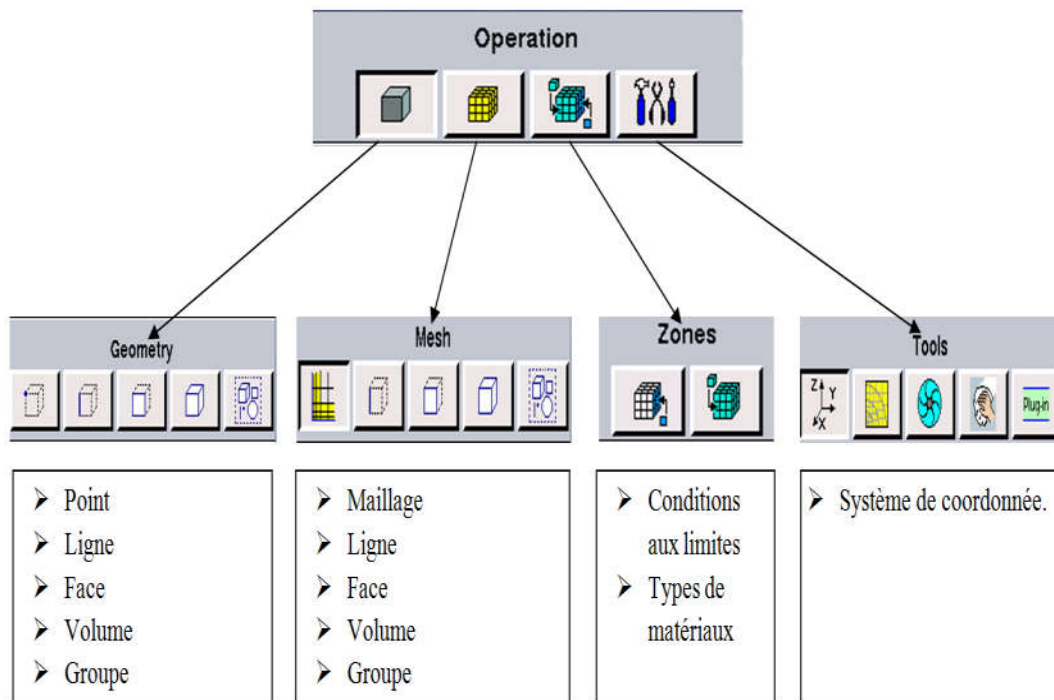 Operation
Geometry
Mesh
Zones
Tools
Z
Y
X
Plug-in
➤ Point
➤ Ligne
➤ Face
➤ Volume
➤ Groupe
➤ Maillage
➤ Ligne
➤ Face
➤ Volume
➤ Groupe
➤ Conditions
aux limites
➤ Types de
matériaux
➤ Système de coordonnée.